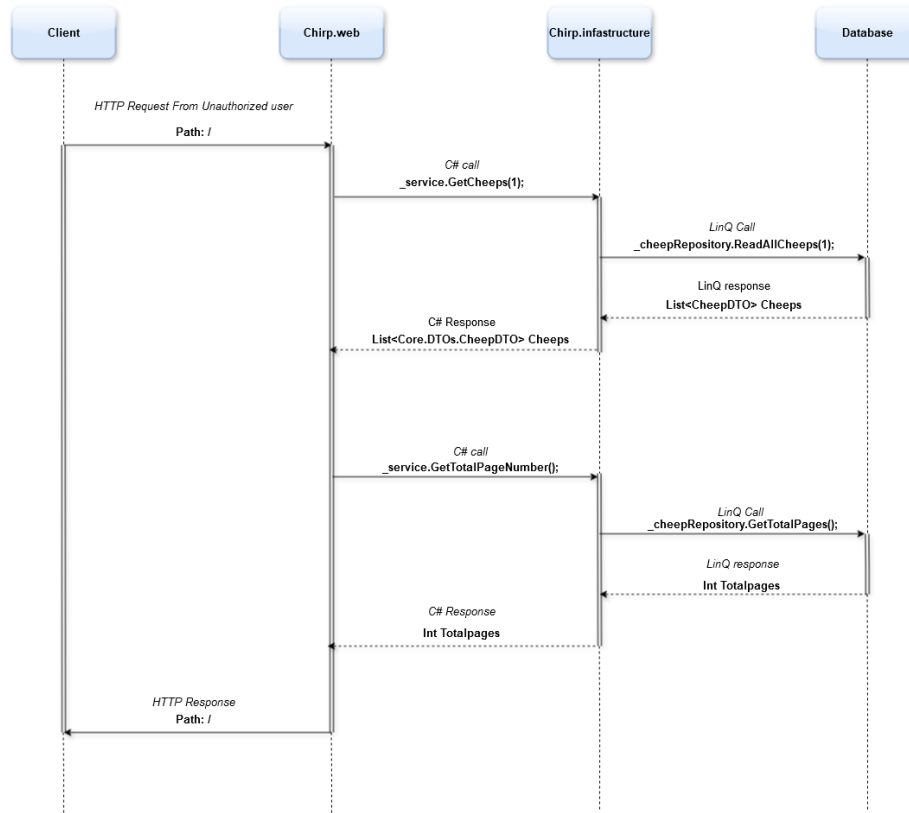 Client
Chirp.web
Chirp.infastructure
Database
HTTP Request From Unauthorized user
Path: /
C# call
_service.GetCheeps(1);
LinQ Call
_cheepRepository.ReadAllCheeps(1);
LinQ response
List<CheepDTO> Cheeps
C# Response
List<Core.DTOs.CheepDTO> Cheeps
C# call
_service.GetTotalPageNumber();
LinQ Call
_cheepRepository.GetTotalPages();
LinQ response
Int Totalpages
C# Response
Int Totalpages
HTTP Response
Path: /